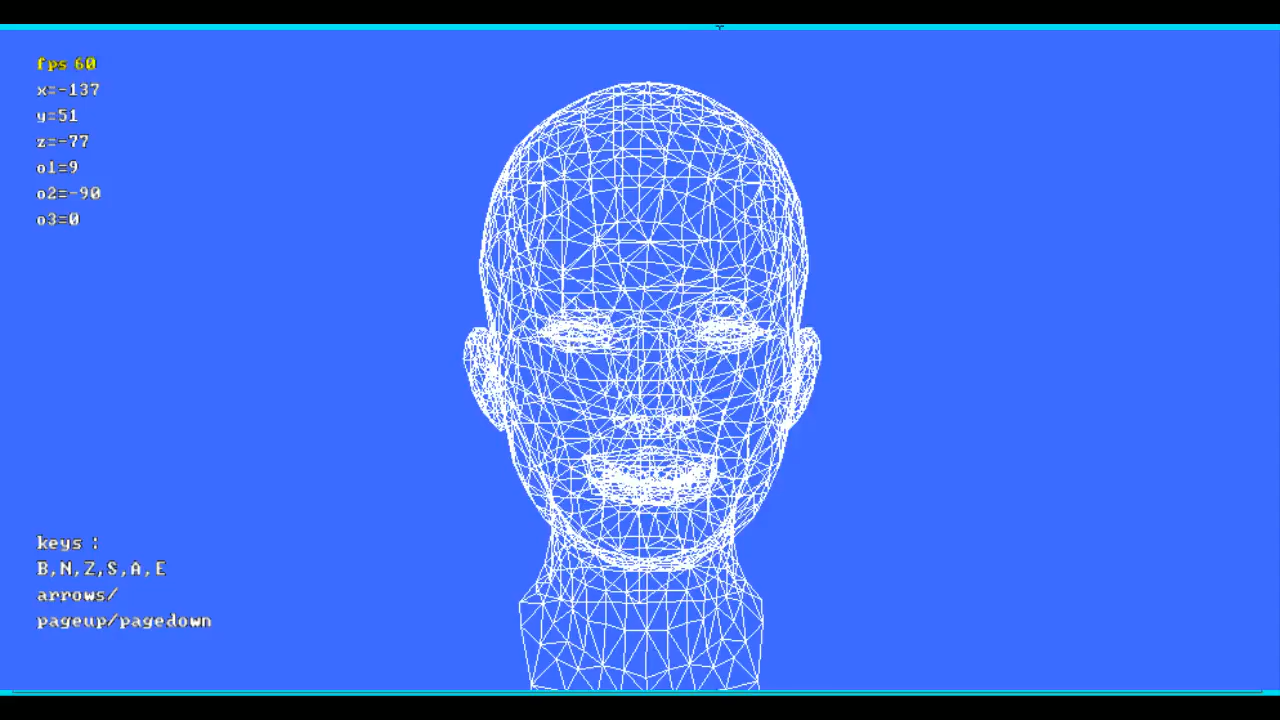 fps 60
x=-137
y=51
z=-77
o1=9
o2=-90
o3=0
keys :
B,N,Z,S,A,E
arrows/
pageup/pagedown